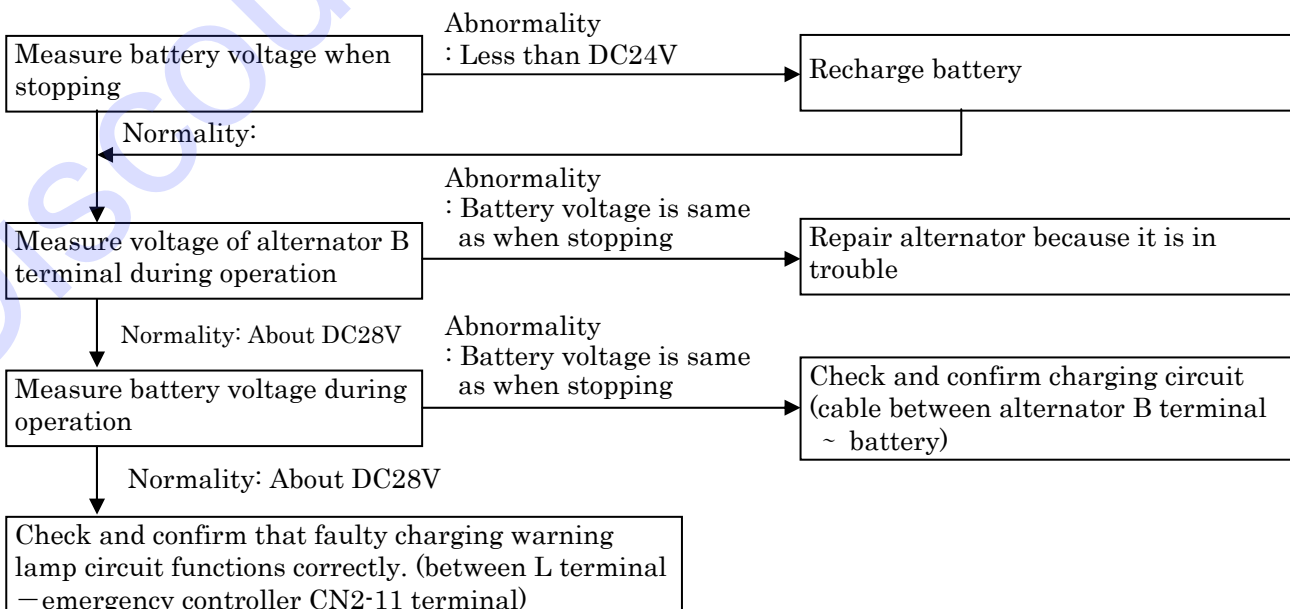 Abnormality
: Less than DC24V
Measure battery voltage when
stopping
Recharge battery
Normality:
Abnormality
: Battery voltage is same
as when stopping
Measure voltage of alternator B
terminal during operation
Repair alternator because it is in
trouble
Normality: About DC28V
Abnormality
: Battery voltage is same
as when stopping
Measure battery voltage during
operation
Check and confirm charging circuit
(cable between alternator B terminal
~ battery)
Normality: About DC28V
Check and confirm that faulty charging warning
lamp circuit functions correctly. (between L terminal
－emergency controller CN2-11 terminal)
Discou